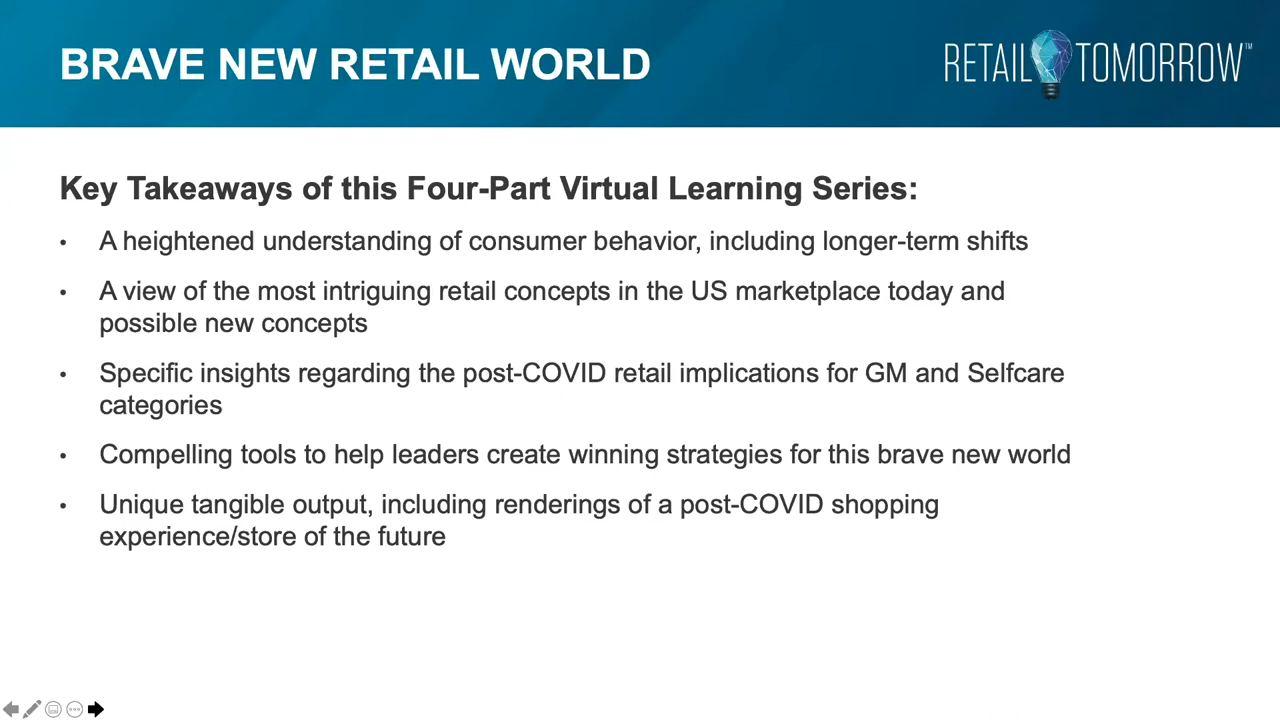 BRAVE NEW RETAIL WORLD
RETAIL TOMORROW™
Key Takeaways of this Four-Part Virtual Learning Series:
• A heightened understanding of consumer behavior, including longer-term shifts
• A view of the most intriguing retail concepts in the US marketplace today and
possible new concepts
• Specific insights regarding the post-COVID retail implications for GM and Selfcare
categories
• Compelling tools to help leaders create winning strategies for this brave new world
• Unique tangible output, including renderings of a post-COVID shopping
experience/store of the future